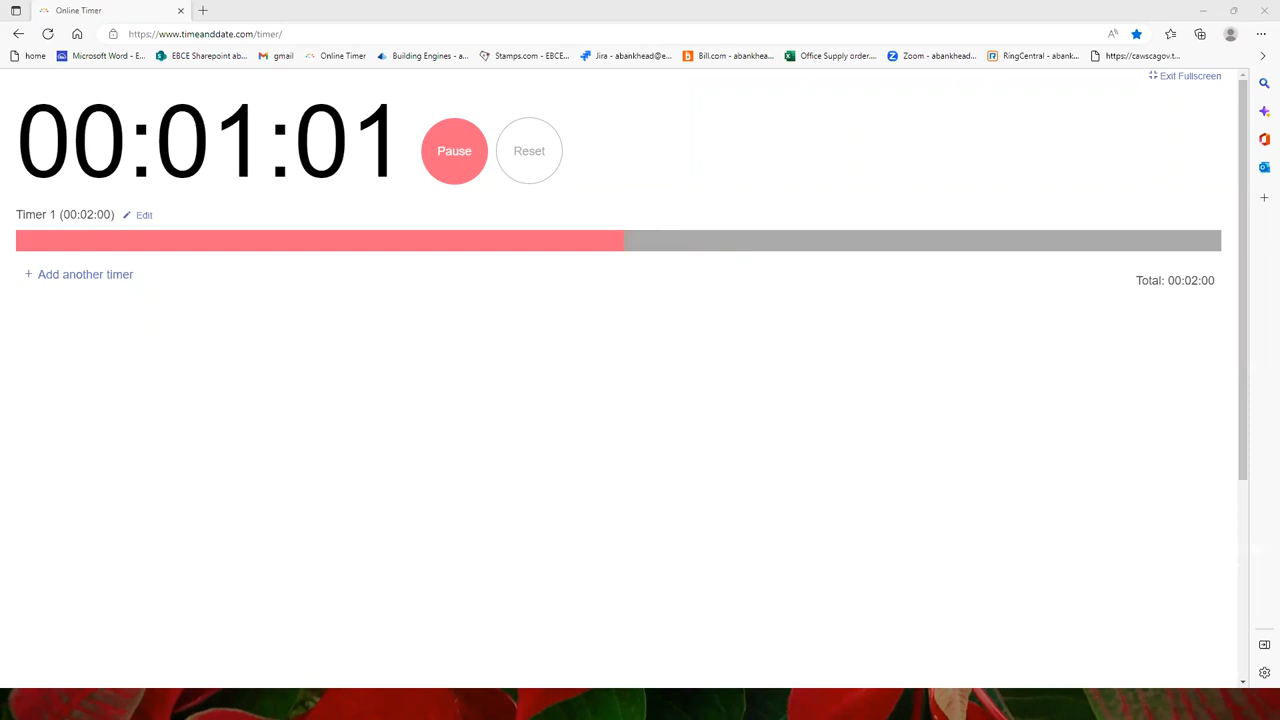 Online Timer
https://www.timeanddate.com/timer/
home Microsoft Word - E... EBCE Sharepoint ab... gmail Online Timer Building Engines - a... Stamps.com - EBCE... Jira - abankhead@e... Bill.com - abankhea... Office Supply order.... Zoom - abankhead... RingCentral - abank... https://cawscagov.t...
Exit Fullscreen
00:01:01 Pause Reset
Timer 1 (00:02:00) Edit
+ Add another timer
Total: 00:02:00